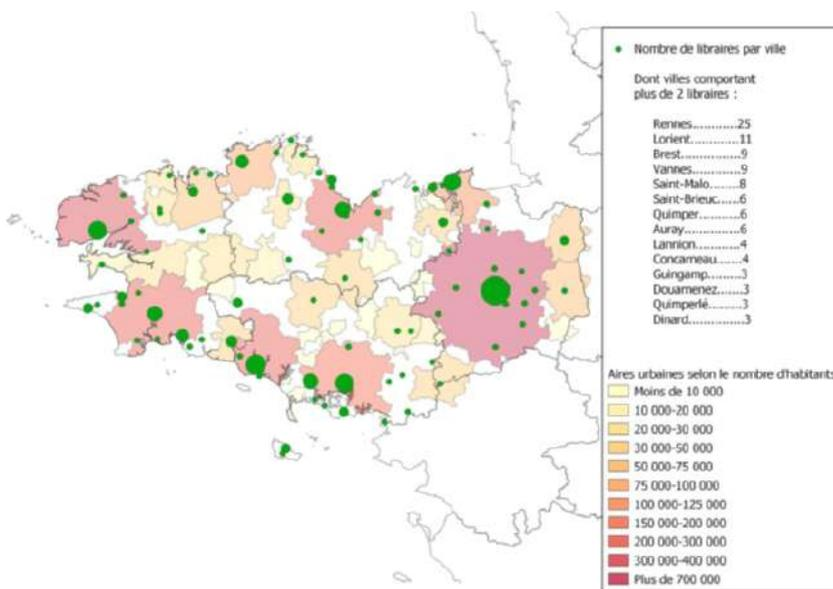 Nombre de libraires par ville
Dont villes comportant
plus de 2 libraires :
Rennes............25
Lorient.............11
Brest................9
Vannes.............9
Saint-Malo........8
Saint-Brieuc......6
Quimper...........6
Auray...............6
Lannion............4
Concarneau.....4
Guingamp........3
Douarnenez.....3
Quimperlé........3
Dinard..............3
Aires urbaines selon le nombre d'habitants
Moins de 10 000
10 000-20 000
20 000-30 000
30 000-50 000
50 000-75 000
75 000-100 000
100 000-125 000
150 000-200 000
200 000-300 000
300 000-400 000
Plus de 700 000